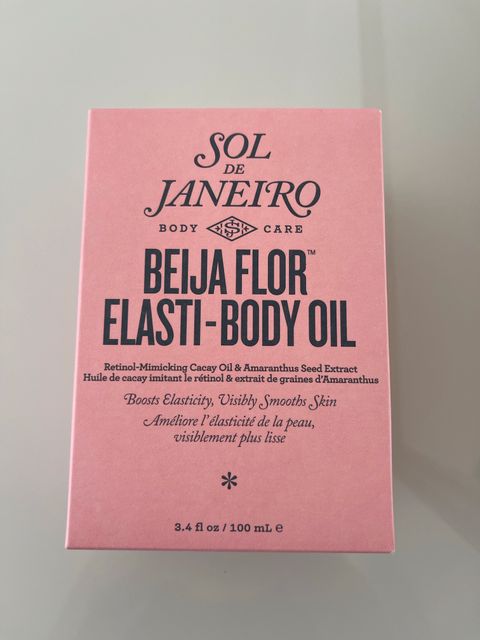 SOL
DE
JANEIRO
BODY SJ CARE
BEIJA FLOR™
ELASTI-BODY OIL
Retinol-Mimicking Cacay Oil & Amaranthus Seed Extract
Huile de cacay imitant le rétinol & extrait de graines d'Amaranthus
Boosts Elasticity, Visibly Smooths Skin
Améliore l'élasticité de la peau,
visiblement plus lisse
*
3.4 fl oz / 100 mL ℮